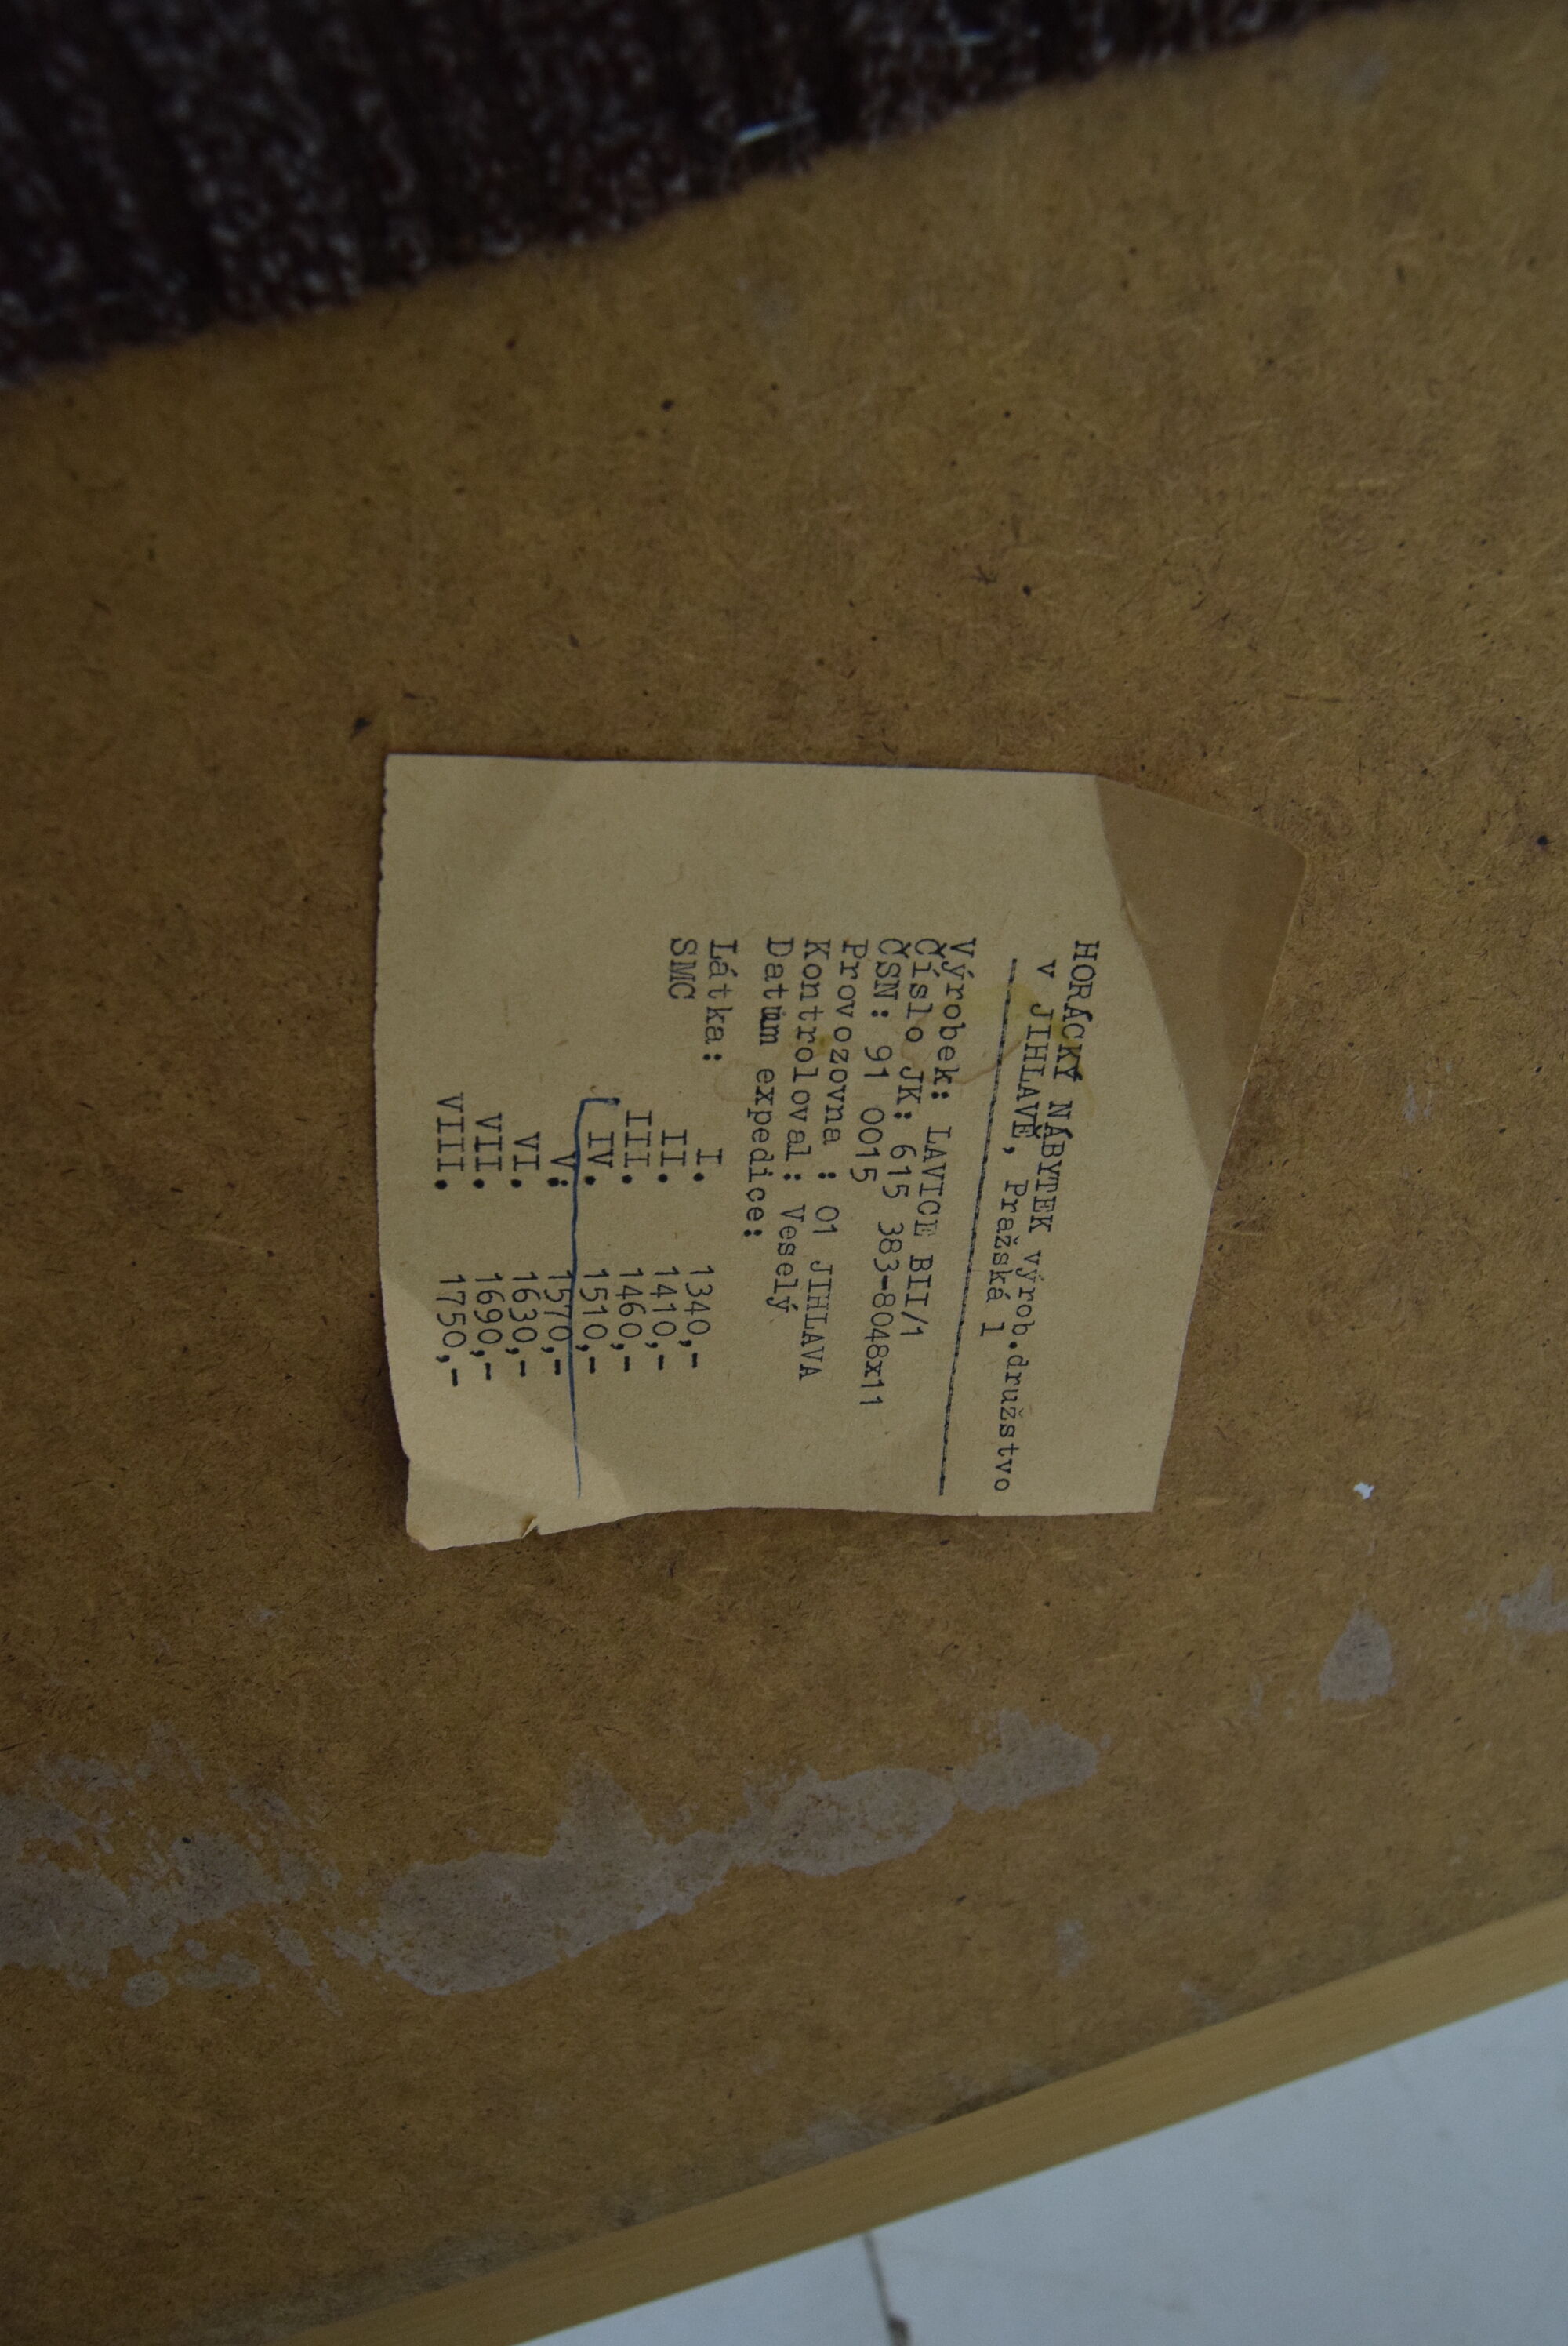 HORÁCKÝ NÁBYTEK výrob.družstvo
v JIHLAVĚ, Pražská 1
Výrobek: LAVICE BII/1
Číslo JK: 615 383-8048x11
ČSN: 91 0015
Provozovna : 01 JIHLAVA
Kontroloval: Veselý
Datum expedice:
Látka: I. 1340,-
SMC II. 1410,-
III. 1460,-
IV. 1510,-
V. 1570,-
VI. 1630,-
VII. 1690,-
VIII. 1750,-